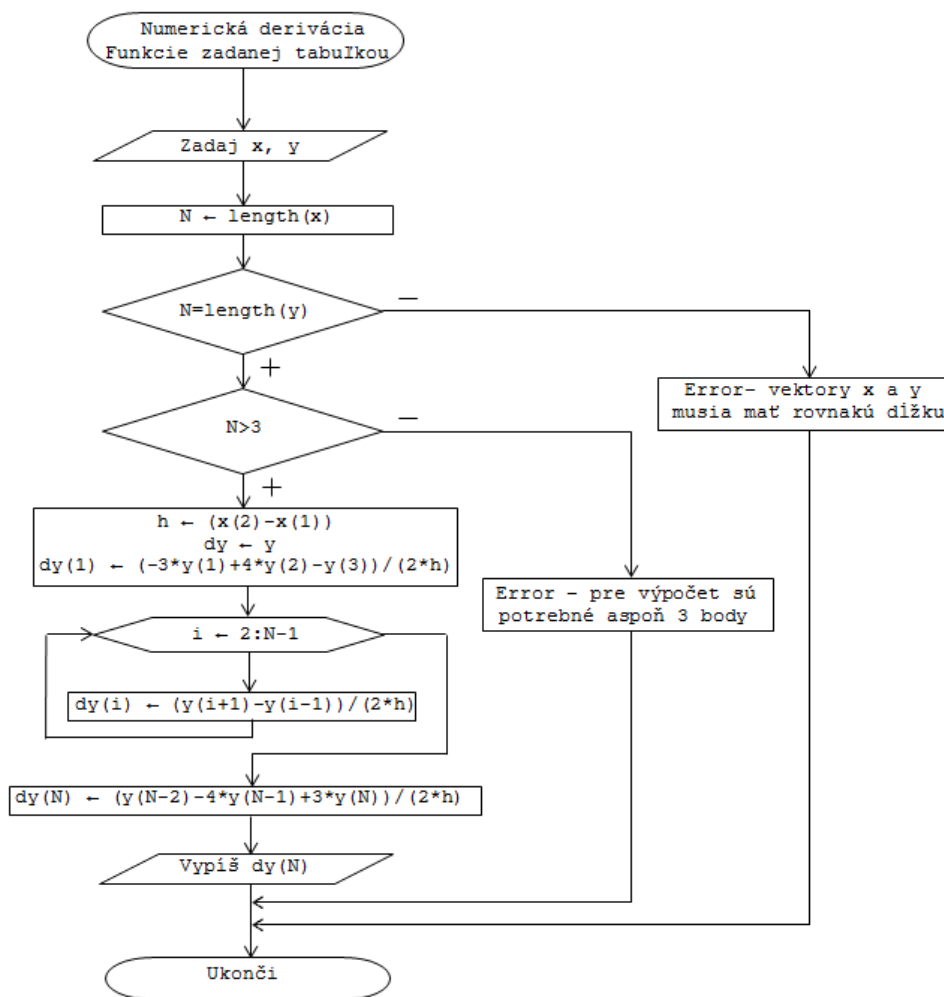 Numerická derivácia
Funkcie zadanej tabuľkou
Zadaj x, y
N ← length(x)
N=length(y)
—
+
Error- vektory x a y
musia mať rovnakú dĺžku
N>3
—
+
h ← (x(2)-x(1))
dy ← y
dy(1) ← (-3*y(1)+4*y(2)-y(3))/(2*h)
Error - pre výpočet sú
potrebné aspoň 3 body
i ← 2:N-1
dy(i) ← (y(i+1)-y(i-1))/(2*h)
dy(N) ← (y(N-2)-4*y(N-1)+3*y(N))/(2*h)
Vypíš dy(N)
Ukonči